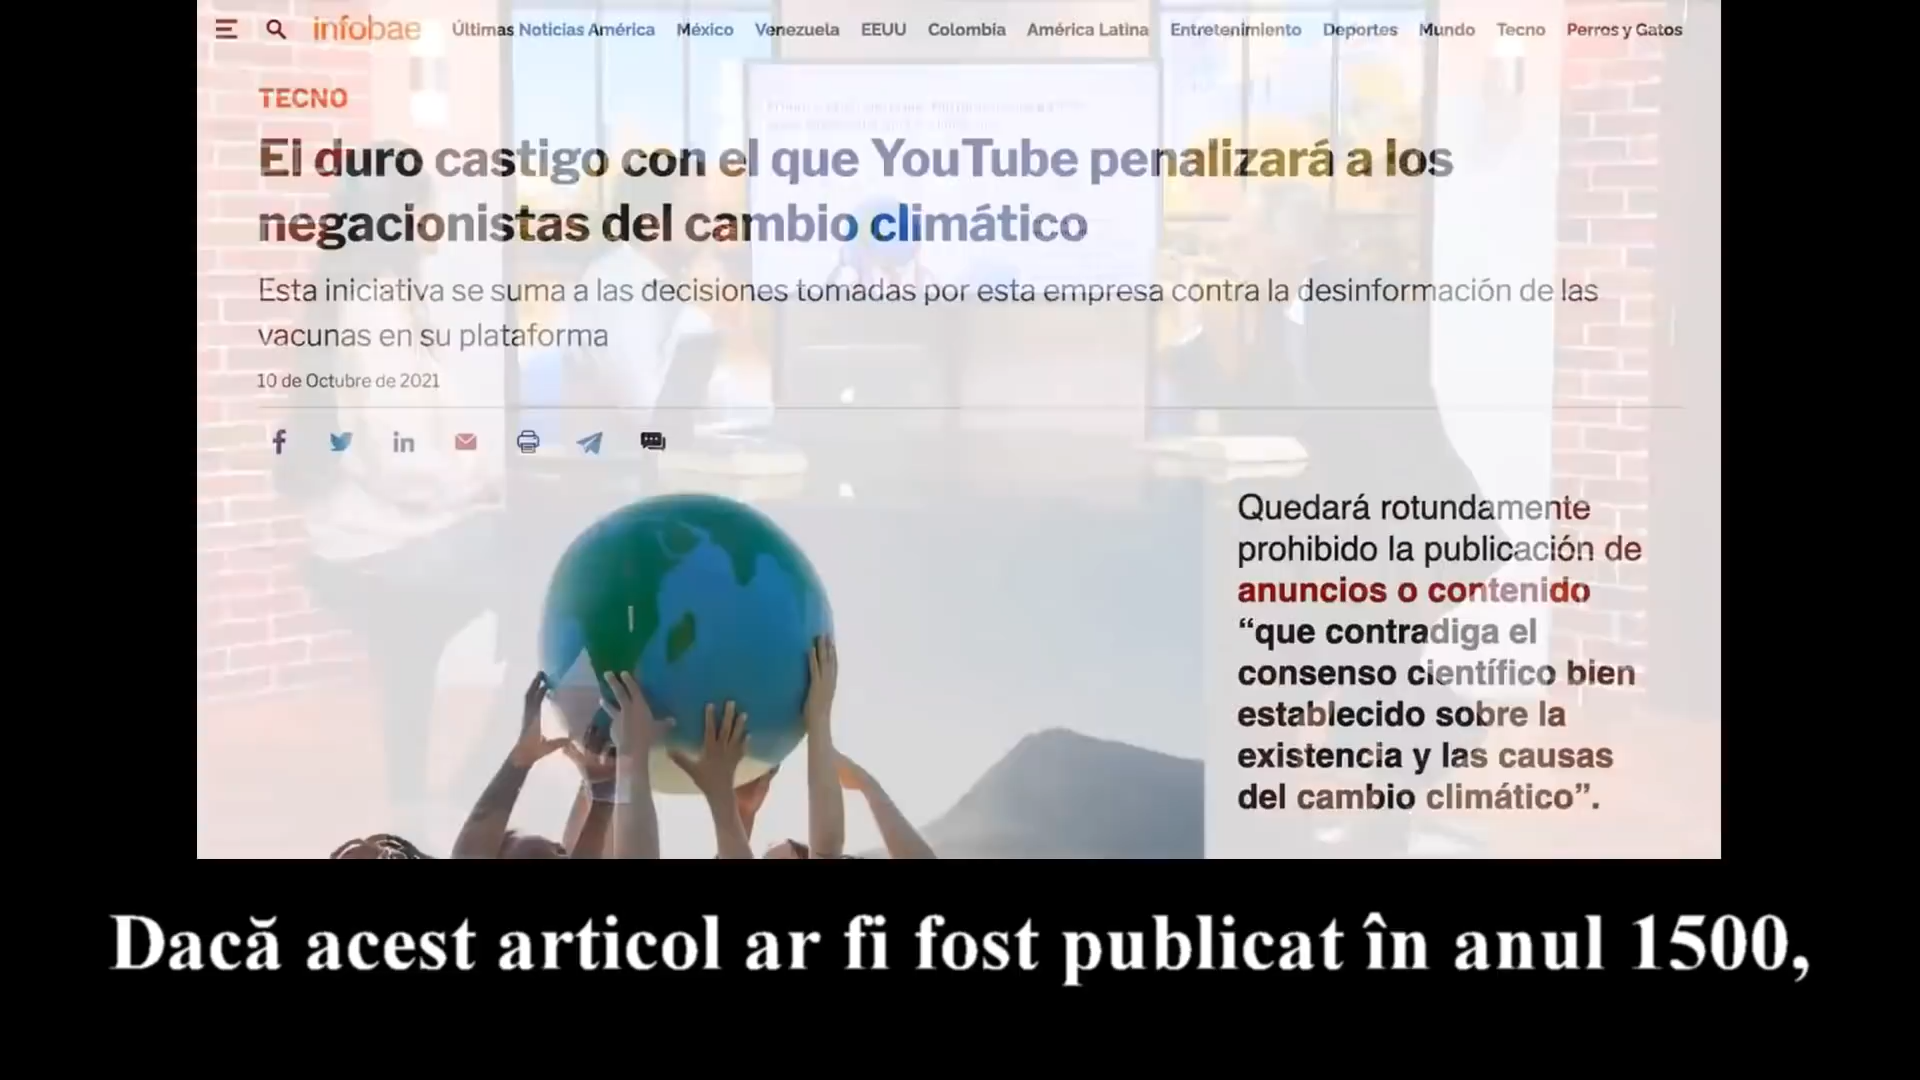 infobae Últimas Noticias América México Venezuela EEUU Colombia América Latina Entretenimiento Deportes Mundo Tecno Perros y Gatos
TECNO
El duro castigo con el que YouTube penalizará a los
negacionistas del cambio climático
Esta iniciativa se suma a las decisiones tomadas por esta empresa contra la desinformación de las
vacunas en su plataforma
10 de Octubre de 2021
Quedará rotundamente
prohibido la publicación de
anuncios o contenido
“que contradiga el
consenso científico bien
establecido sobre la
existencia y las causas
del cambio climático”.
Dacă acest articol ar fi fost publicat în anul 1500,